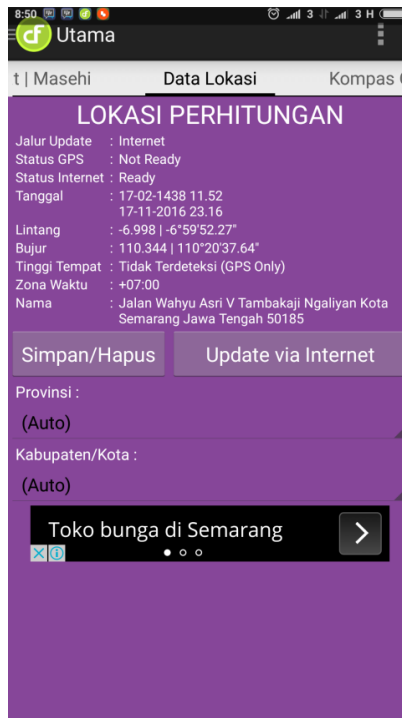 8:50 3 3 H
cf Utama
t | Masehi Data Lokasi Kompas
LOKASI PERHITUNGAN
Jalur Update : Internet
Status GPS : Not Ready
Status Internet : Ready
Tanggal : 17-02-1438 11.52
17-11-2016 23.16
Lintang : -6.998 | -6°59'52.27"
Bujur : 110.344 | 110°20'37.64"
Tinggi Tempat : Tidak Terdeteksi (GPS Only)
Zona Waktu : +07:00
Nama : Jalan Wahyu Asri V Tambakaji Ngaliyan Kota
Semarang Jawa Tengah 50185
Simpan/Hapus Update via Internet
Provinsi :
(Auto)
Kabupaten/Kota :
(Auto)
Toko bunga di Semarang